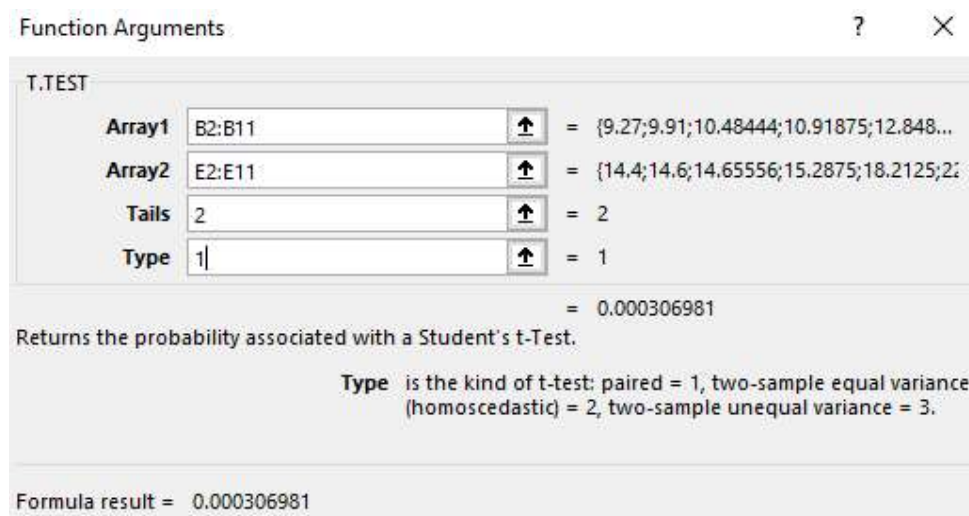 Function Arguments ? ×
T.TEST
Array1 B2:B11 = {9.27;9.91;10.48444;10.91875;12.848...
Array2 E2:E11 = {14.4;14.6;14.65556;15.2875;18.2125;22
Tails 2 = 2
Type 1 = 1
= 0.000306981
Returns the probability associated with a Student's t-Test.
Type is the kind of t-test: paired = 1, two-sample equal variance
(homoscedastic) = 2, two-sample unequal variance = 3.
Formula result = 0.000306981